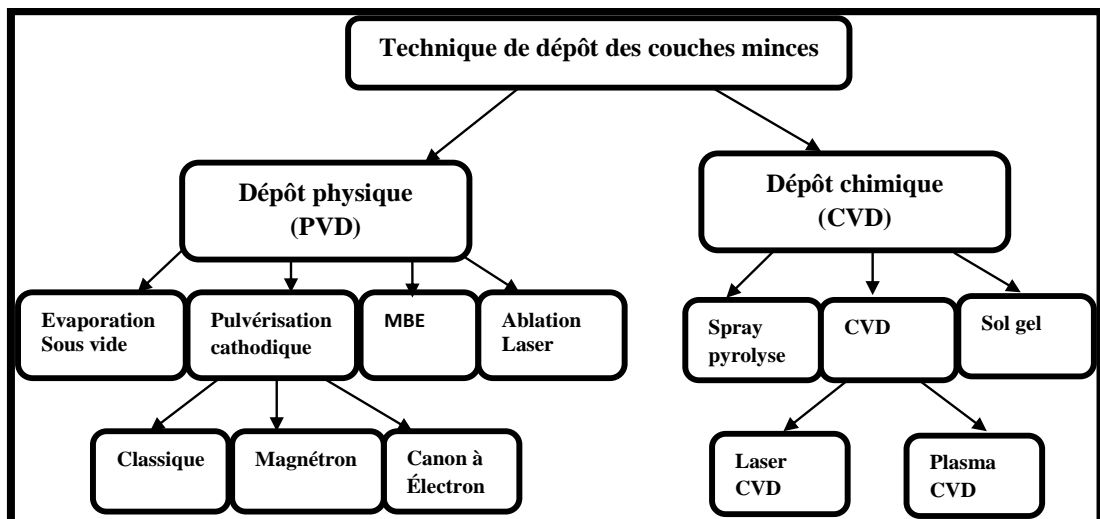 Technique de dépôt des couches minces
Dépôt physique
(PVD)
Dépôt chimique
(CVD)
Evaporation
Sous vide
Pulvérisation
cathodique
MBE
Ablation
Laser
Spray
pyrolyse
CVD
Sol gel
Classique
Magnétron
Canon à
Électron
Laser
CVD
Plasma
CVD